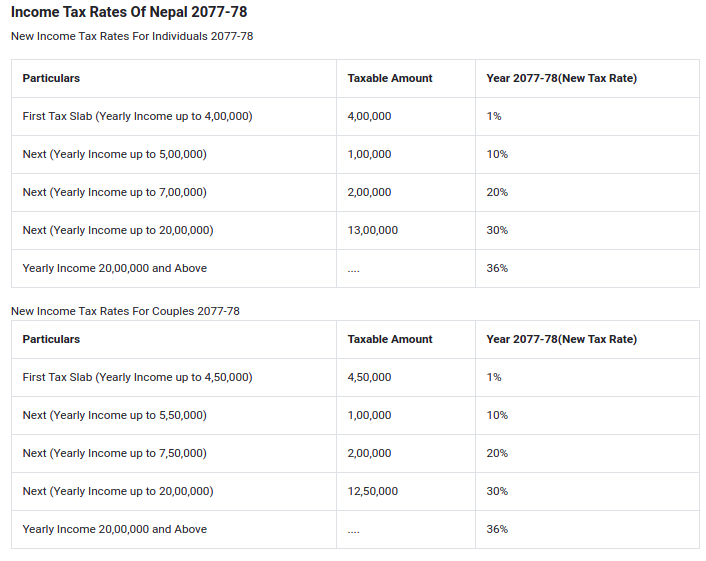 Income Tax Rates Of Nepal 2077-78
New Income Tax Rates For Individuals 2077-78
Particulars Taxable Amount Year 2077-78(New Tax Rate)
First Tax Slab (Yearly Income up to 4,00,000) 4,00,000 1%
Next (Yearly Income up to 5,00,000) 1,00,000 10%
Next (Yearly Income up to 7,00,000) 2,00,000 20%
Next (Yearly Income up to 20,00,000) 13,00,000 30%
Yearly Income 20,00,000 and Above .... 36%
New Income Tax Rates For Couples 2077-78
Particulars Taxable Amount Year 2077-78(New Tax Rate)
First Tax Slab (Yearly Income up to 4,50,000) 4,50,000 1%
Next (Yearly Income up to 5,50,000) 1,00,000 10%
Next (Yearly Income up to 7,50,000) 2,00,000 20%
Next (Yearly Income up to 20,00,000) 12,50,000 30%
Yearly Income 20,00,000 and Above .... 36%